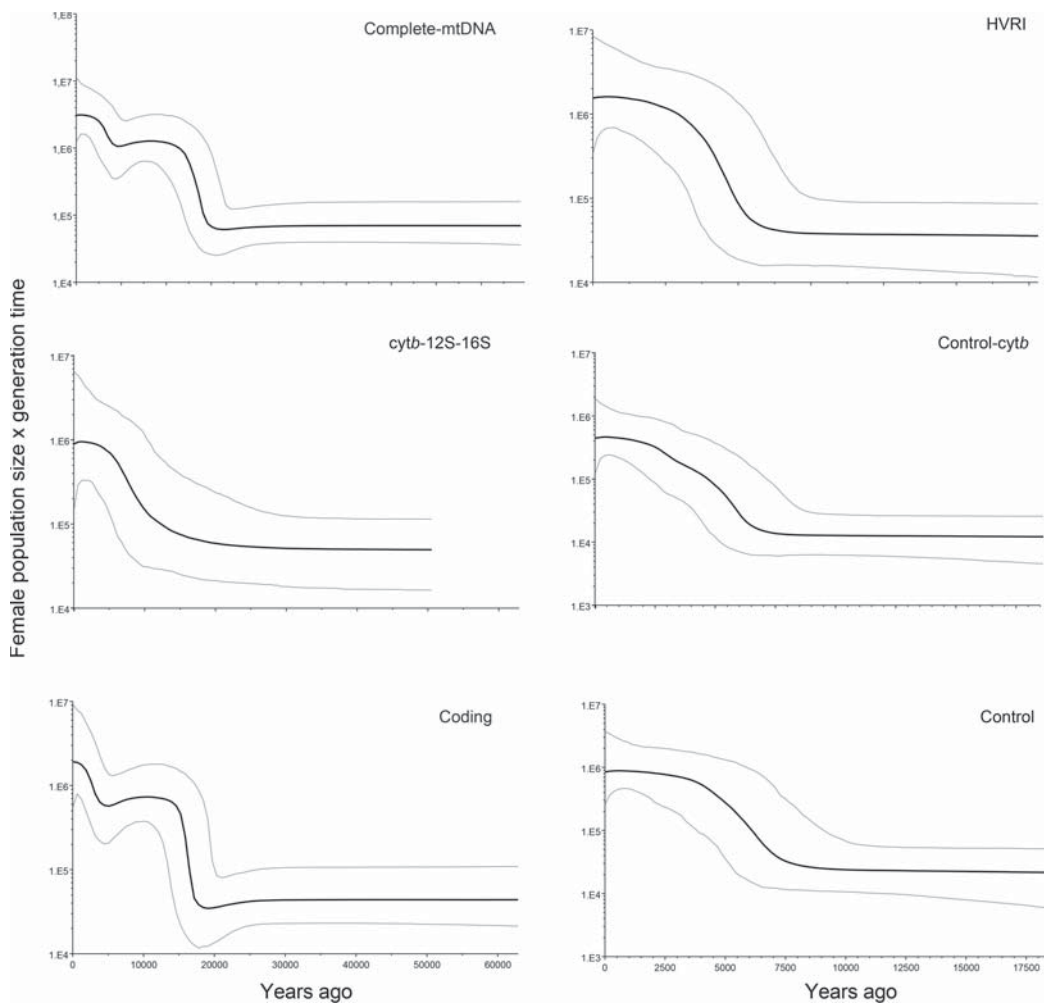 Complete-mtDNA
1,E+8
1,E7
1,E6
1,E5
1,E4
HVRI
1.E7
1.E6
1.E5
1.E4
Female population size x generation time
cytb-12S-16S
1.E7
1.E6
1.E5
1.E4
Control-cytb
1.E7
1.E6
1.E5
1.E4
1.E3
Coding
1.E7
1.E6
1.E5
1.E4
0 10000 20000 30000 40000 50000 60000
Years ago
Control
1.E7
1.E6
1.E5
1.E4
1.E3
0 2500 5000 7500 10000 12500 15000 17500
Years ago